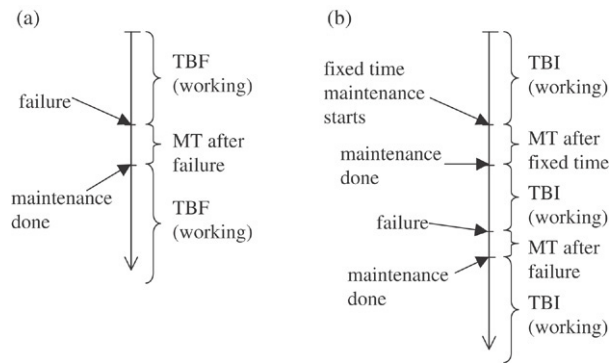 (a)
TBF
(working)
failure
MT after
failure
maintenance
done
TBF
(working)
(b)
TBI
(working)
fixed time
maintenance
starts
MT after
fixed time
maintenance
done
TBI
(working)
failure
MT after
failure
maintenance
done
TBI
(working)